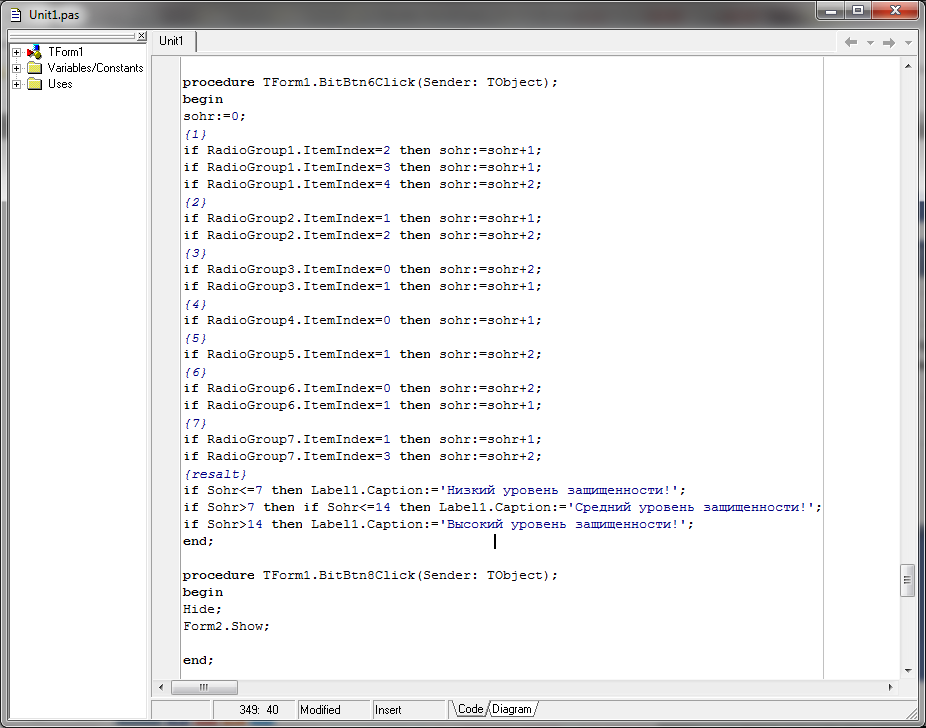 Unit1.pas
TForm1
Variables/Constants
Uses
Unit1
procedure TForm1.BitBtn6Click(Sender: TObject);
begin
sohr:=0;
{1}
if RadioGroup1.ItemIndex=2 then sohr:=sohr+1;
if RadioGroup1.ItemIndex=3 then sohr:=sohr+1;
if RadioGroup1.ItemIndex=4 then sohr:=sohr+2;
{2}
if RadioGroup2.ItemIndex=1 then sohr:=sohr+1;
if RadioGroup2.ItemIndex=2 then sohr:=sohr+2;
{3}
if RadioGroup3.ItemIndex=0 then sohr:=sohr+2;
if RadioGroup3.ItemIndex=1 then sohr:=sohr+1;
{4}
if RadioGroup4.ItemIndex=0 then sohr:=sohr+1;
{5}
if RadioGroup5.ItemIndex=1 then sohr:=sohr+2;
{6}
if RadioGroup6.ItemIndex=0 then sohr:=sohr+2;
if RadioGroup6.ItemIndex=1 then sohr:=sohr+1;
{7}
if RadioGroup7.ItemIndex=1 then sohr:=sohr+1;
if RadioGroup7.ItemIndex=3 then sohr:=sohr+2;
{resalt}
if Sohr<=7 then Label1.Caption:='Низкий уровень защищенности!';
if Sohr>7 then if Sohr<=14 then Label1.Caption:='Средний уровень защищенности!';
if Sohr>14 then Label1.Caption:='Высокий уровень защищенности!';
end;
procedure TForm1.BitBtn8Click(Sender: TObject);
begin
Hide;
Form2.Show;
end;
349: 40 Modified Insert Code Diagram